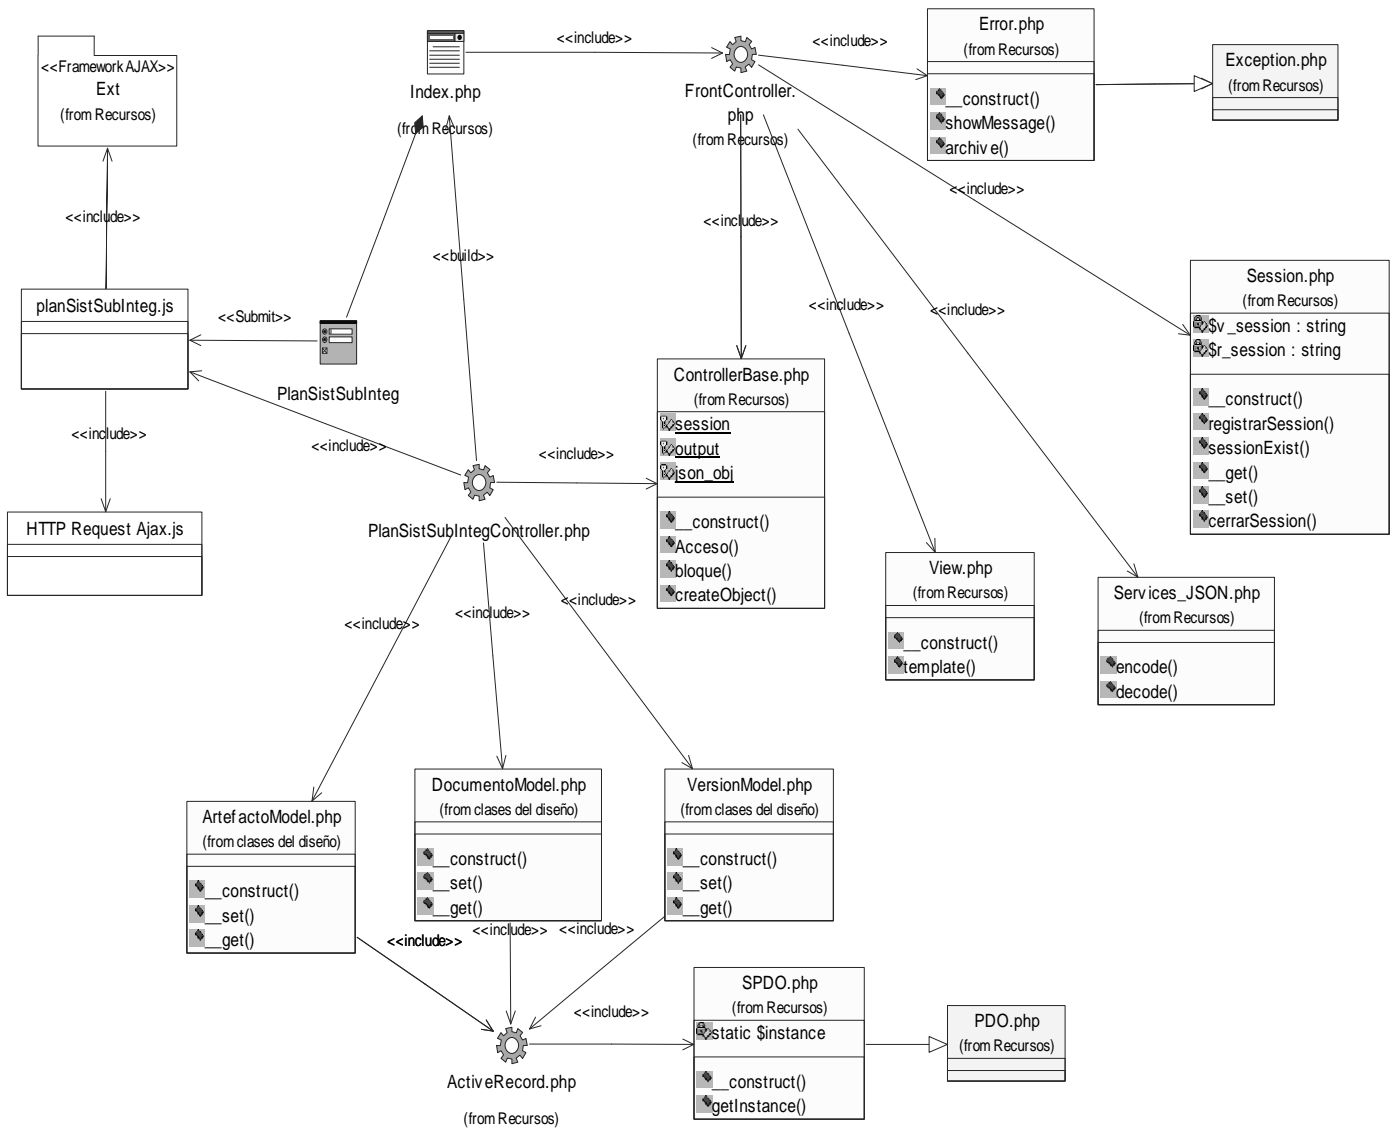 <<Framework AJAX>>
Ext
(from Recursos)
<<include>>
planSistSubInteg.js
<<include>>
HTTP Request Ajax.js
<<Submit>>
PlanSistSubInteg
Index.php
(from Recursos)
<<build>>
<<include>>
<<include>>
FrontController.
php
(from Recursos)
<<include>>
Error.php
(from Recursos)
__construct()
showMessage()
archive()
Exception.php
(from Recursos)
<<include>>
Session.php
(from Recursos)
$v_session : string
$r_session : string
__construct()
registrarSession()
sessionExist()
__get()
__set()
cerrarSession()
<<include>>
<<include>>
<<include>>
ControllerBase.php
(from Recursos)
session
output
json_obj
__construct()
Acceso()
bloque()
createObject()
View.php
(from Recursos)
__construct()
template()
Services_JSON.php
(from Recursos)
encode()
decode()
<<include>>
PlanSistSubIntegController.php
<<include>>
<<include>>
<<include>>
ArtefactoModel.php
(from clases del diseño)
__construct()
__set()
__get()
DocumentoModel.php
(from clases del diseño)
__construct()
__set()
__get()
VersionModel.php
(from clases del diseño)
__construct()
__set()
__get()
<<include>>
<<include>>
<<include>>
ActiveRecord.php
(from Recursos)
<<include>>
SPDO.php
(from Recursos)
static $instance
__construct()
getInstance()
PDO.php
(from Recursos)